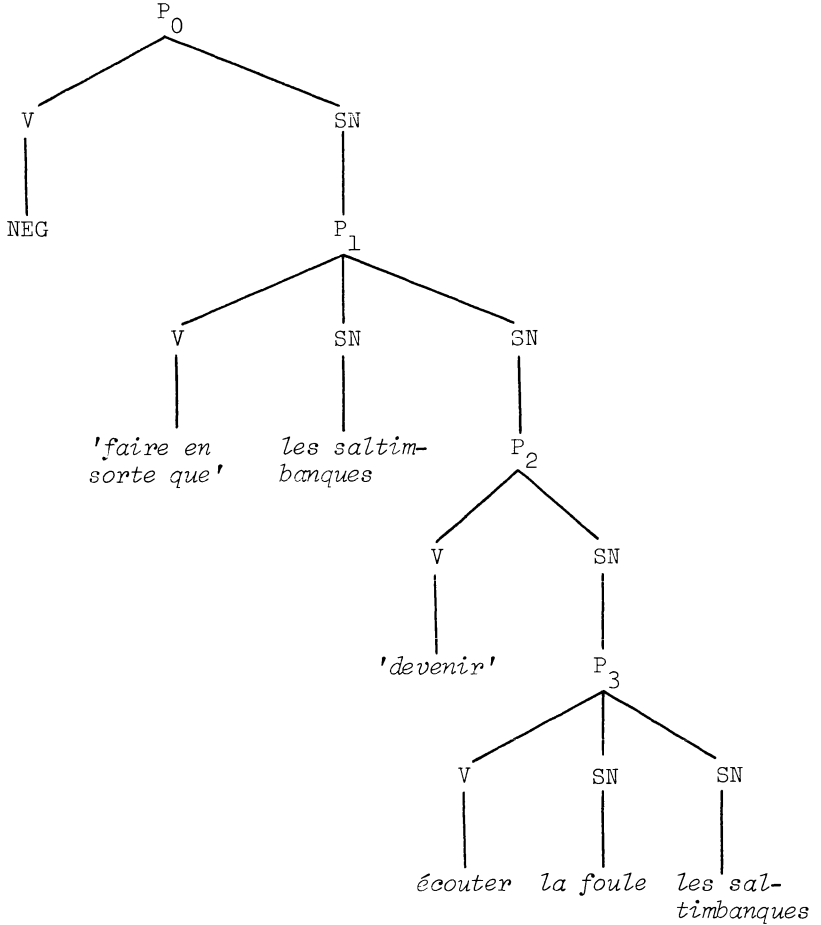 P0
V SN
NEG P1
V SN SN
'faire en les saltim- P2
sorte que' banques
V SN
'devenir' P3
V SN SN
écouter la foule les sal-
timbanques